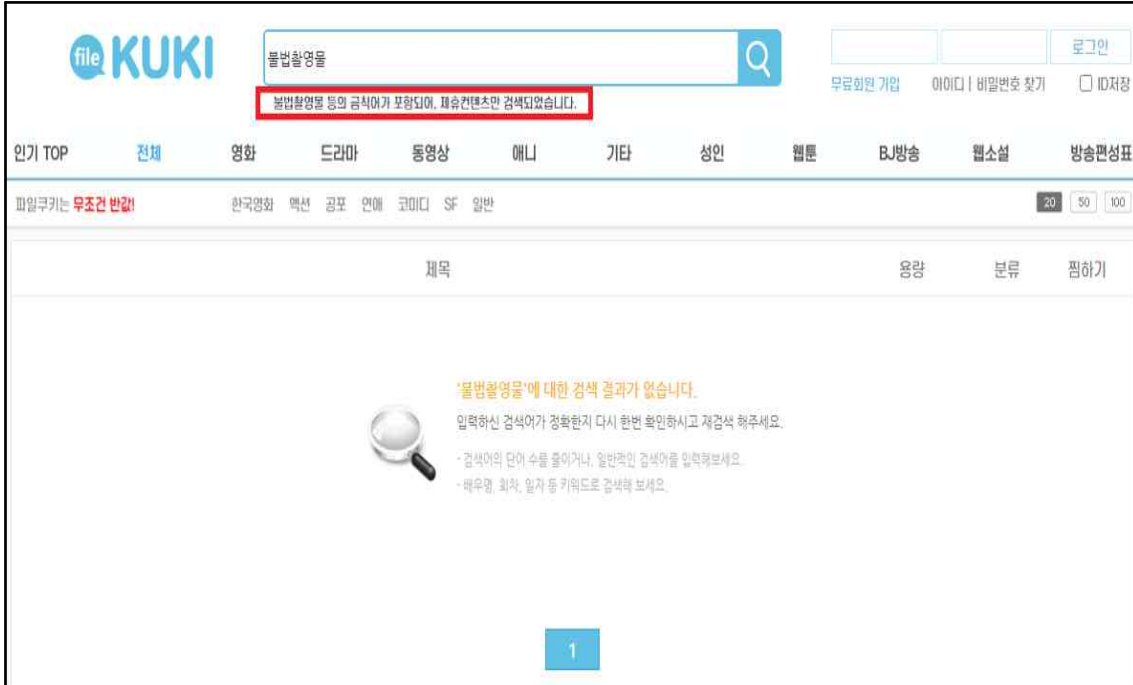 file KUKI
불법촬영물
로그인
불법촬영물 등의 금칙어가 포함되어, 제휴컨텐츠만 검색되었습니다.
무료회원 가입 아이디 | 비밀번호 찾기 ID저장
인기 TOP 전체 영화 드라마 동영상 애니 기타 성인 웹툰 BJ방송 웹소설 방송편성표
파일쿠키는 무조건 반값! 한국영화 액션 공포 연애 코미디 SF 일반 20 50 100
제목 용량 분류 찜하기
'불법촬영물'에 대한 검색 결과가 없습니다.
입력하신 검색어가 정확한지 다시 한번 확인하시고 재검색 해주세요.
- 검색어의 단어 수를 줄이거나, 일반적인 검색어를 입력해보세요.
- 배우명, 회차, 일자 등 키워드로 검색해 보세요.
1